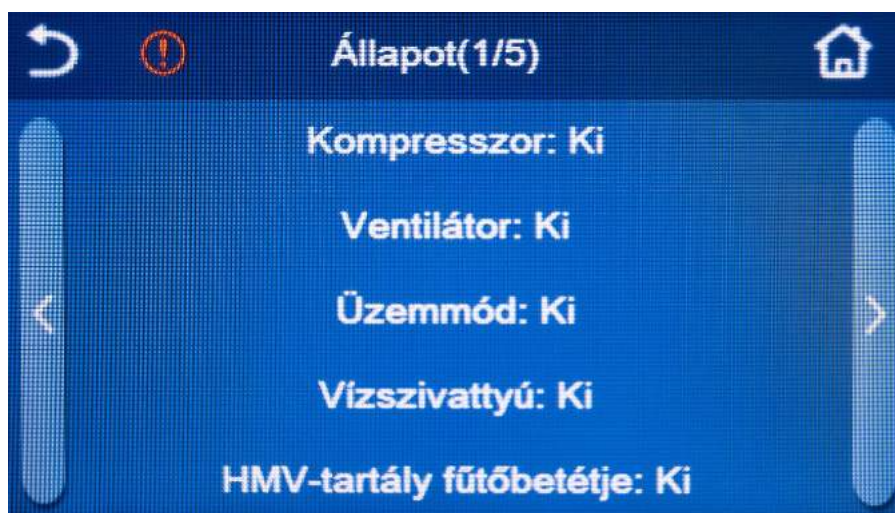 Állapot(1/5)
Kompresszor: Ki
Ventilátor: Ki
Üzemmód: Ki
Vízszivattyú: Ki
HMV-tartály fűtőbetétje: Ki